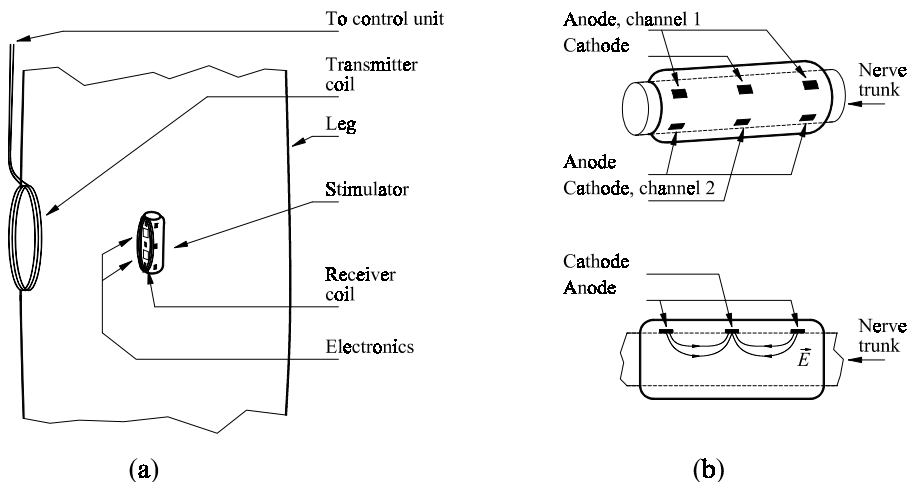 To control unit
Transmitter
coil
Leg
Stimulator
Receiver
coil
Electronics
(a)
Anode, channel 1
Cathode
Nerve
trunk
Anode
Cathode, channel 2
Cathode
Anode
Nerve
trunk
E
(b)